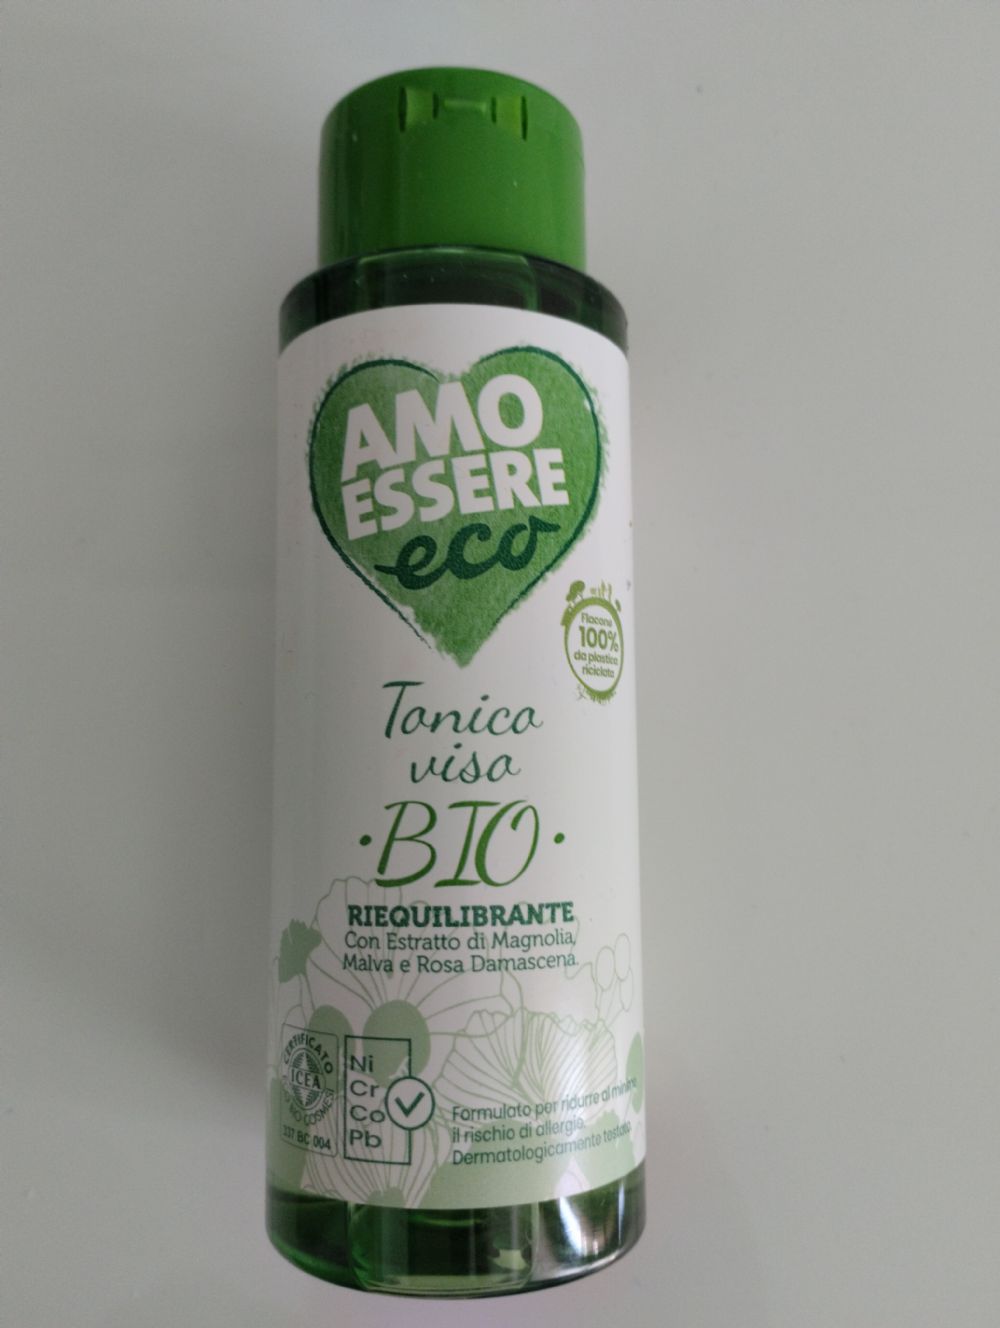 AMO
ESSERE
eco
Flacone
100%
da plastica
riciclata
Tonico
viso
•BIO•
RIEQUILIBRANTE
Con Estratto di Magnolia,
Malva e Rosa Damascena.
CERTIFICATO
ICEA
COSMESI
337 BC 004
Ni
Cr
Co
Pb
Formulato per ridurre al minimo
il rischio di allergie.
Dermatologicamente testato.